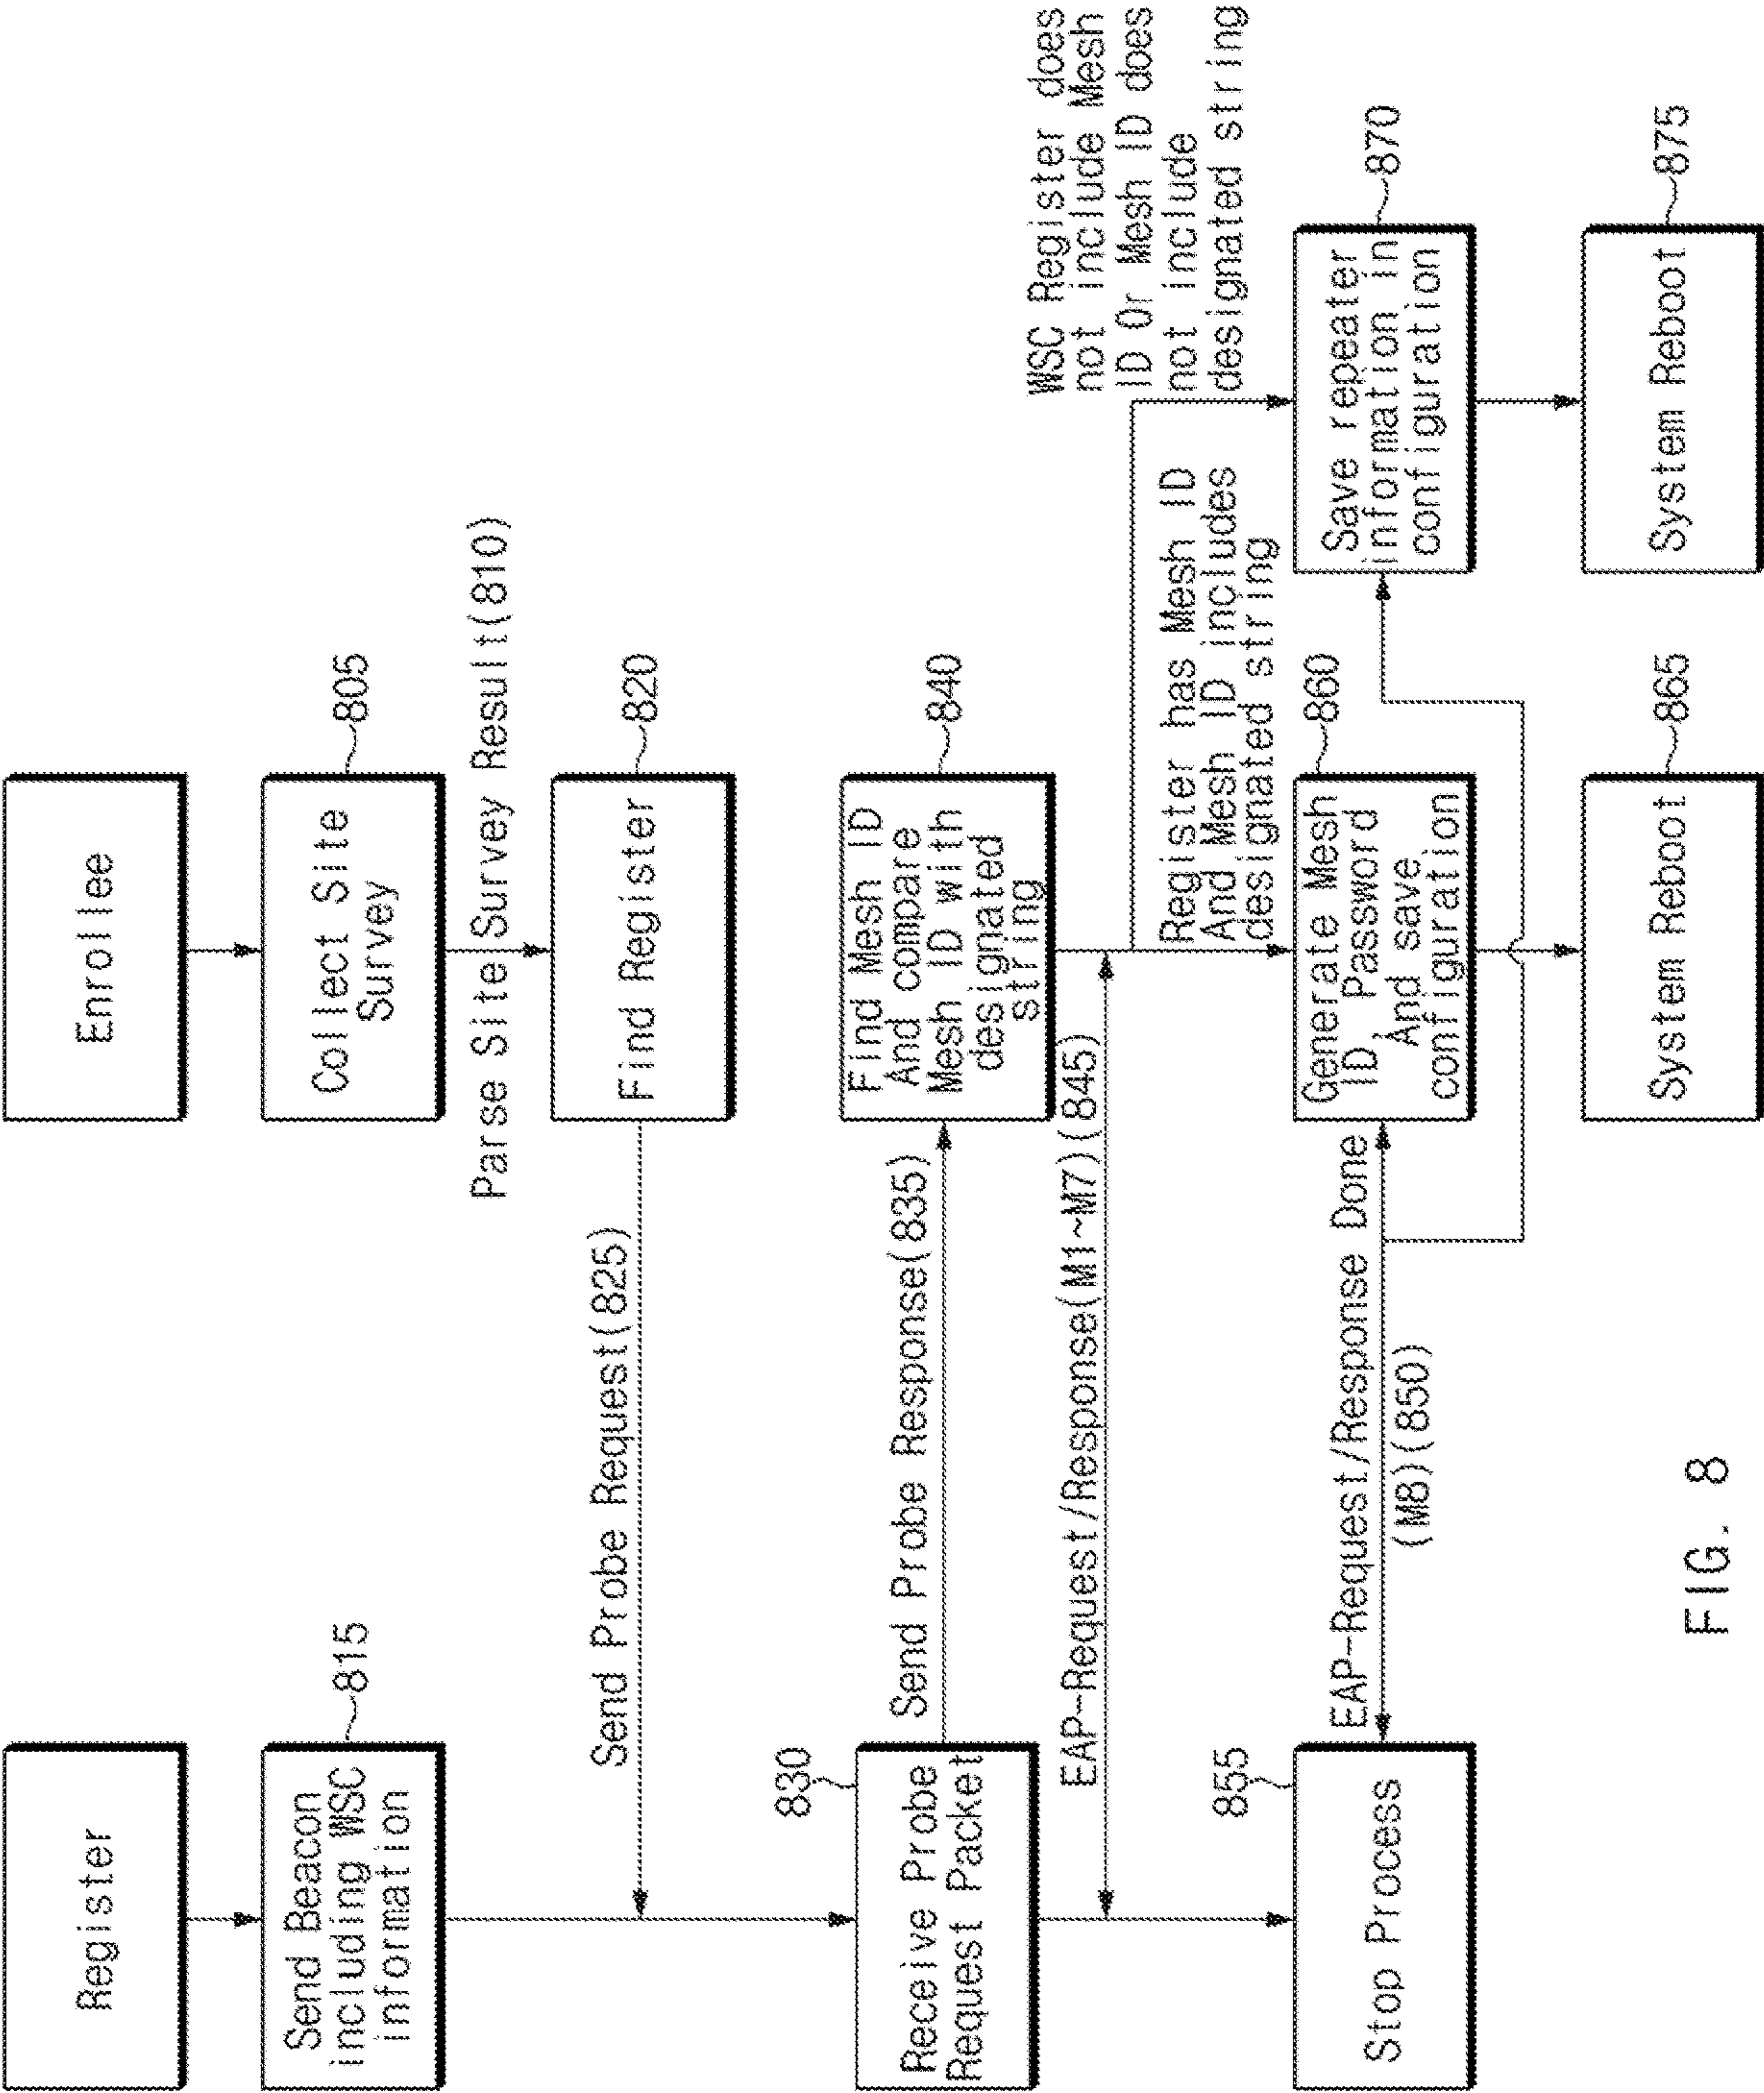 Register
Enrollee
Send Beacon
including WSC
information
815
Collect Site
Survey
805
Parse Site Survey Result(810)
Find Register
820
Send Probe Request(825)
830
Receive Probe
Request Packet
Send Probe Response(835)
Find Mesh ID
And compare
Mesh ID with
designated
string
840
EAP-Request/Response(M1~M7)(845)
WSC Register does
not include Mesh
ID Or Mesh ID does
not include
designated string
Register has Mesh ID
And Mesh ID includes
designated string
855
Stop Process
EAP-Request/Response Done
(M8)(850)
Generate Mesh
ID Password
And save
configuration
860
Save repeater
information in
configuration
870
System Reboot
865
System Reboot
875
FIG. 8